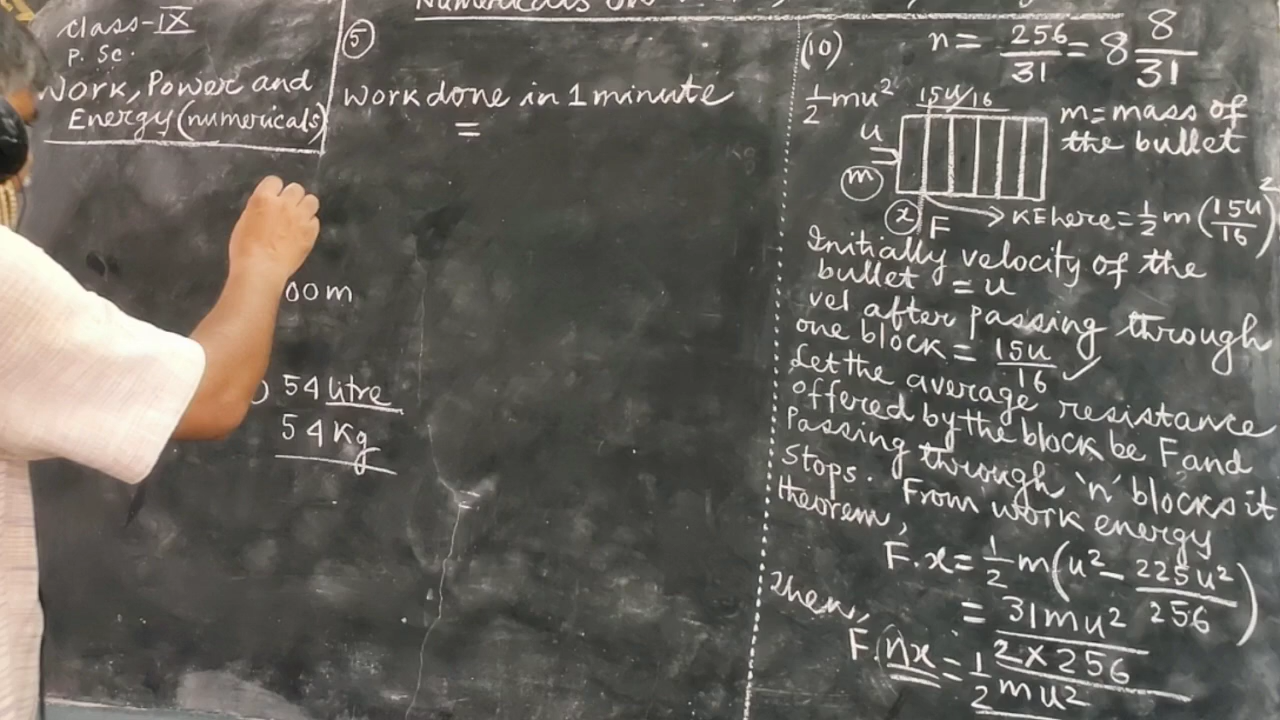 Numericals on
Class-IX
P. Sc.
Work, Power and
Energy (numericals)
(5)
Work done in 1 minute
=
00m
) 54 litre
54 Kg
(10) n = 256/31 = 8 8/31
1/2 mu² 15u/16
u
m
x F
m = mass of
the bullet
→ KE here = 1/2 m (15u/16)²
Initially velocity of the
bullet = u
vel after passing through
one block = 15u/16 ✓
Let the average resistance
offered by the block be F and
Passing through 'n' blocks it
stops. From work energy
theorem,
F.x = 1/2 m (u² - 225u²/256)
= 31mu²/2×256
Then,
F.nx = 1/2 mu²